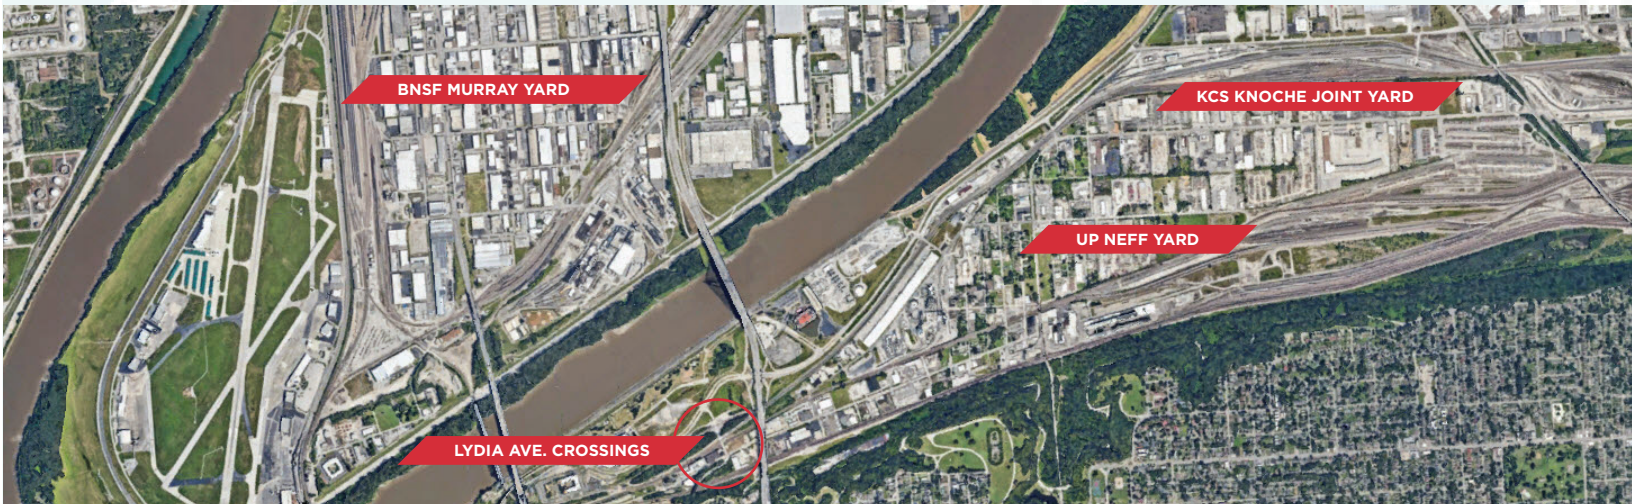 BNSF MURRAY YARD
KCS KNOCHE JOINT YARD
UP NEFF YARD
LYDIA AVE. CROSSINGS